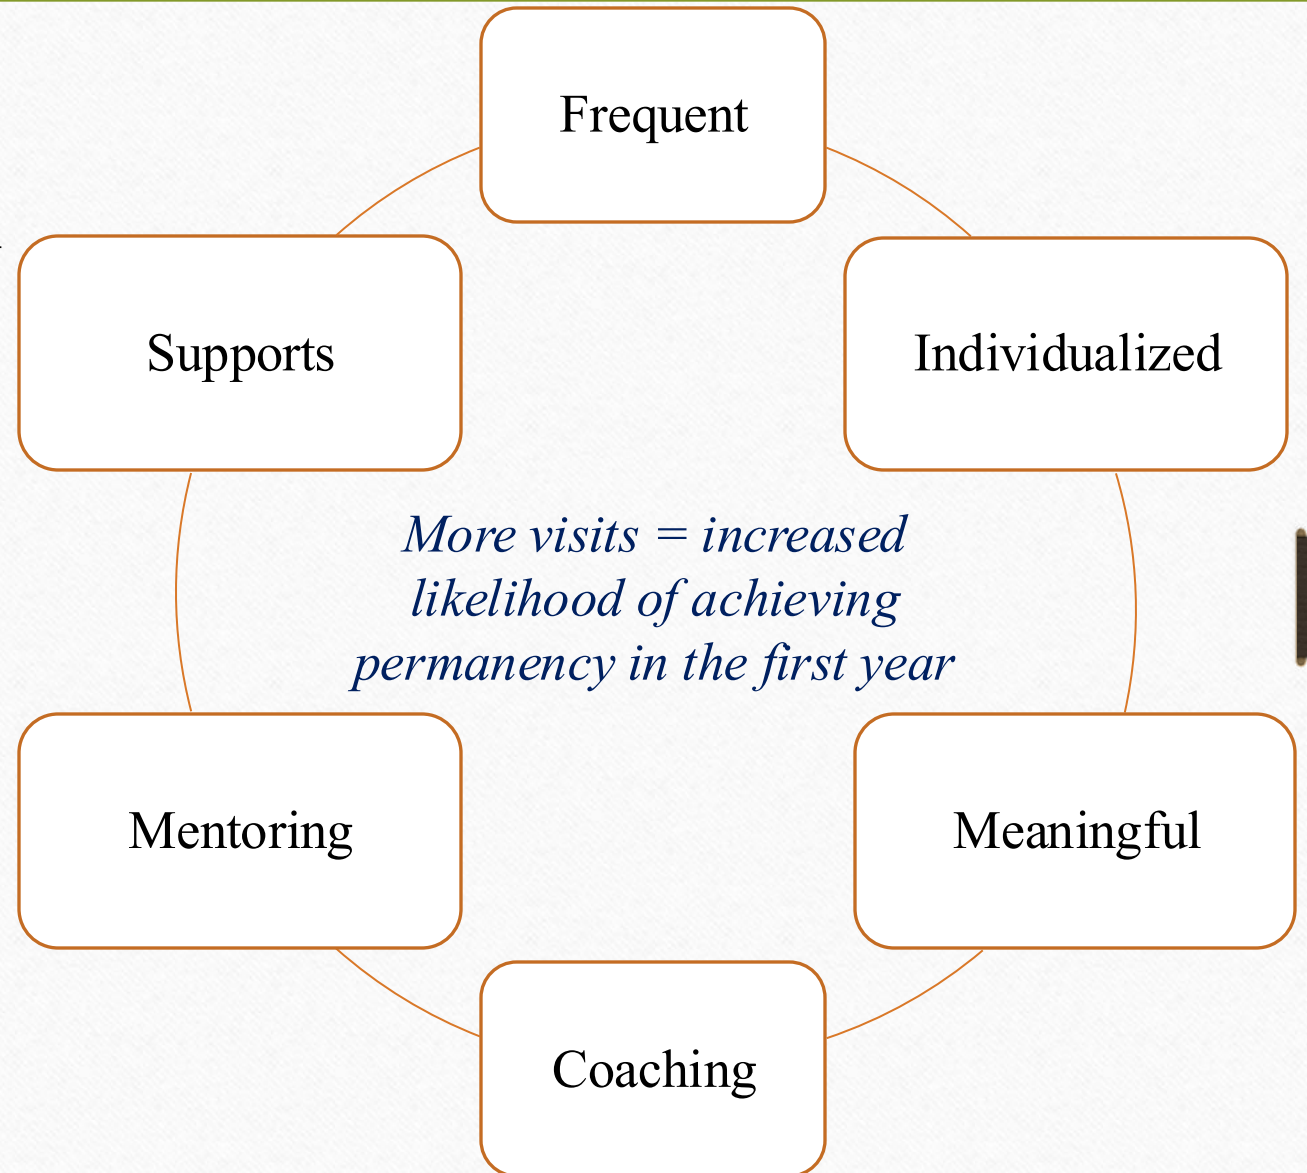 Frequent
Supports
Individualized
More visits = increased
likelihood of achieving
permanency in the first year
Mentoring
Meaningful
Coaching